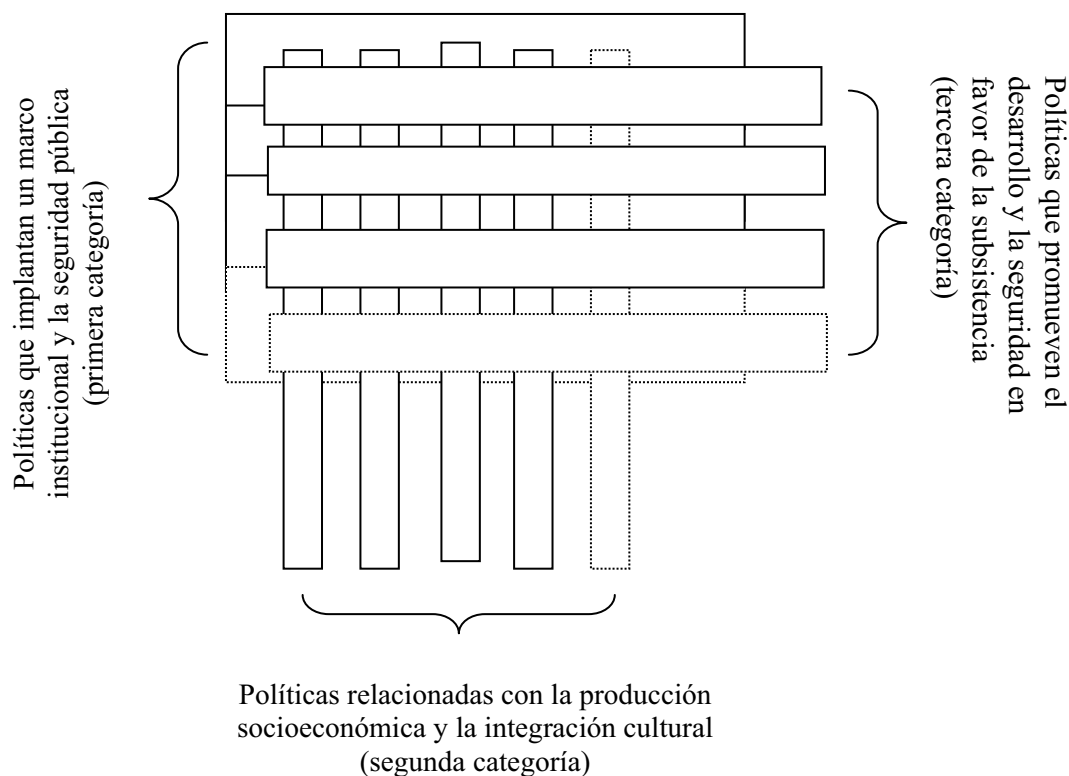 Políticas que implantan un marco
institucional y la seguridad pública
(primera categoría)
Políticas que promueven el
desarrollo y la seguridad en
favor de la subsistencia
(tercera categoría)
Políticas relacionadas con la producción
socioeconómica y la integración cultural
(segunda categoría)